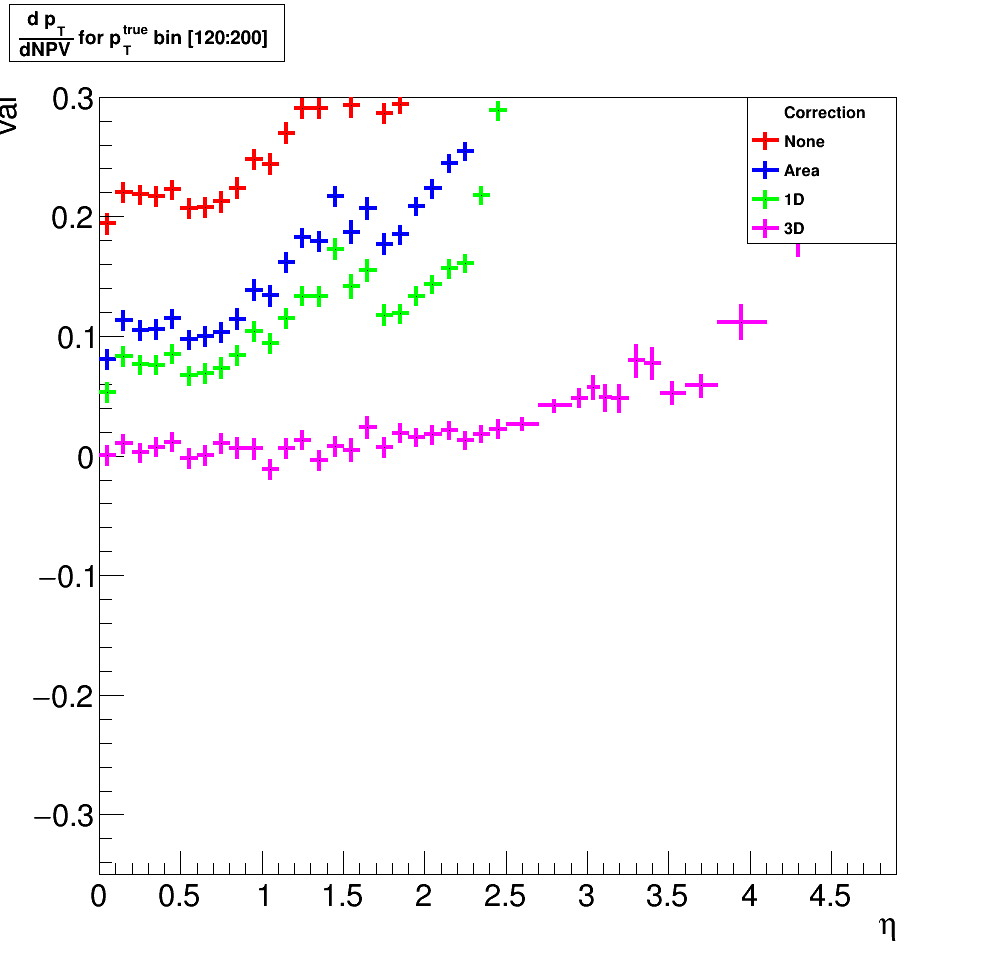 d p_T
dNPV for p_T^true bin [120:200]
val
0.3
0.2
0.1
0
−0.1
−0.2
−0.3
Correction
None
Area
1D
3D
0 0.5 1 1.5 2 2.5 3 3.5 4 4.5
η